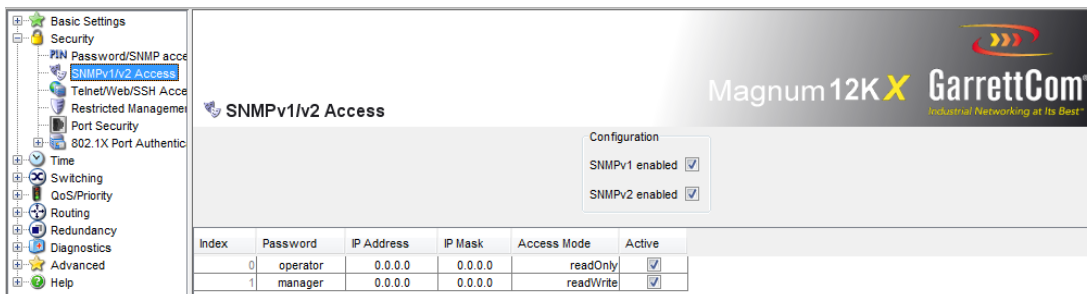 Basic Settings
Security
PIN Password/SNMP acce
SNMPv1/v2 Access
Telnet/Web/SSH Acce
Restricted Managemen
Port Security
802.1X Port Authentic
Time
Switching
QoS/Priority
Routing
Redundancy
Diagnostics
Advanced
Help
Magnum 12KX GarrettCom
Industrial Networking at Its Best
SNMPv1/v2 Access
Configuration
SNMPv1 enabled
SNMPv2 enabled
Index Password IP Address IP Mask Access Mode Active
0 operator 0.0.0.0 0.0.0.0 readOnly
1 manager 0.0.0.0 0.0.0.0 readWrite